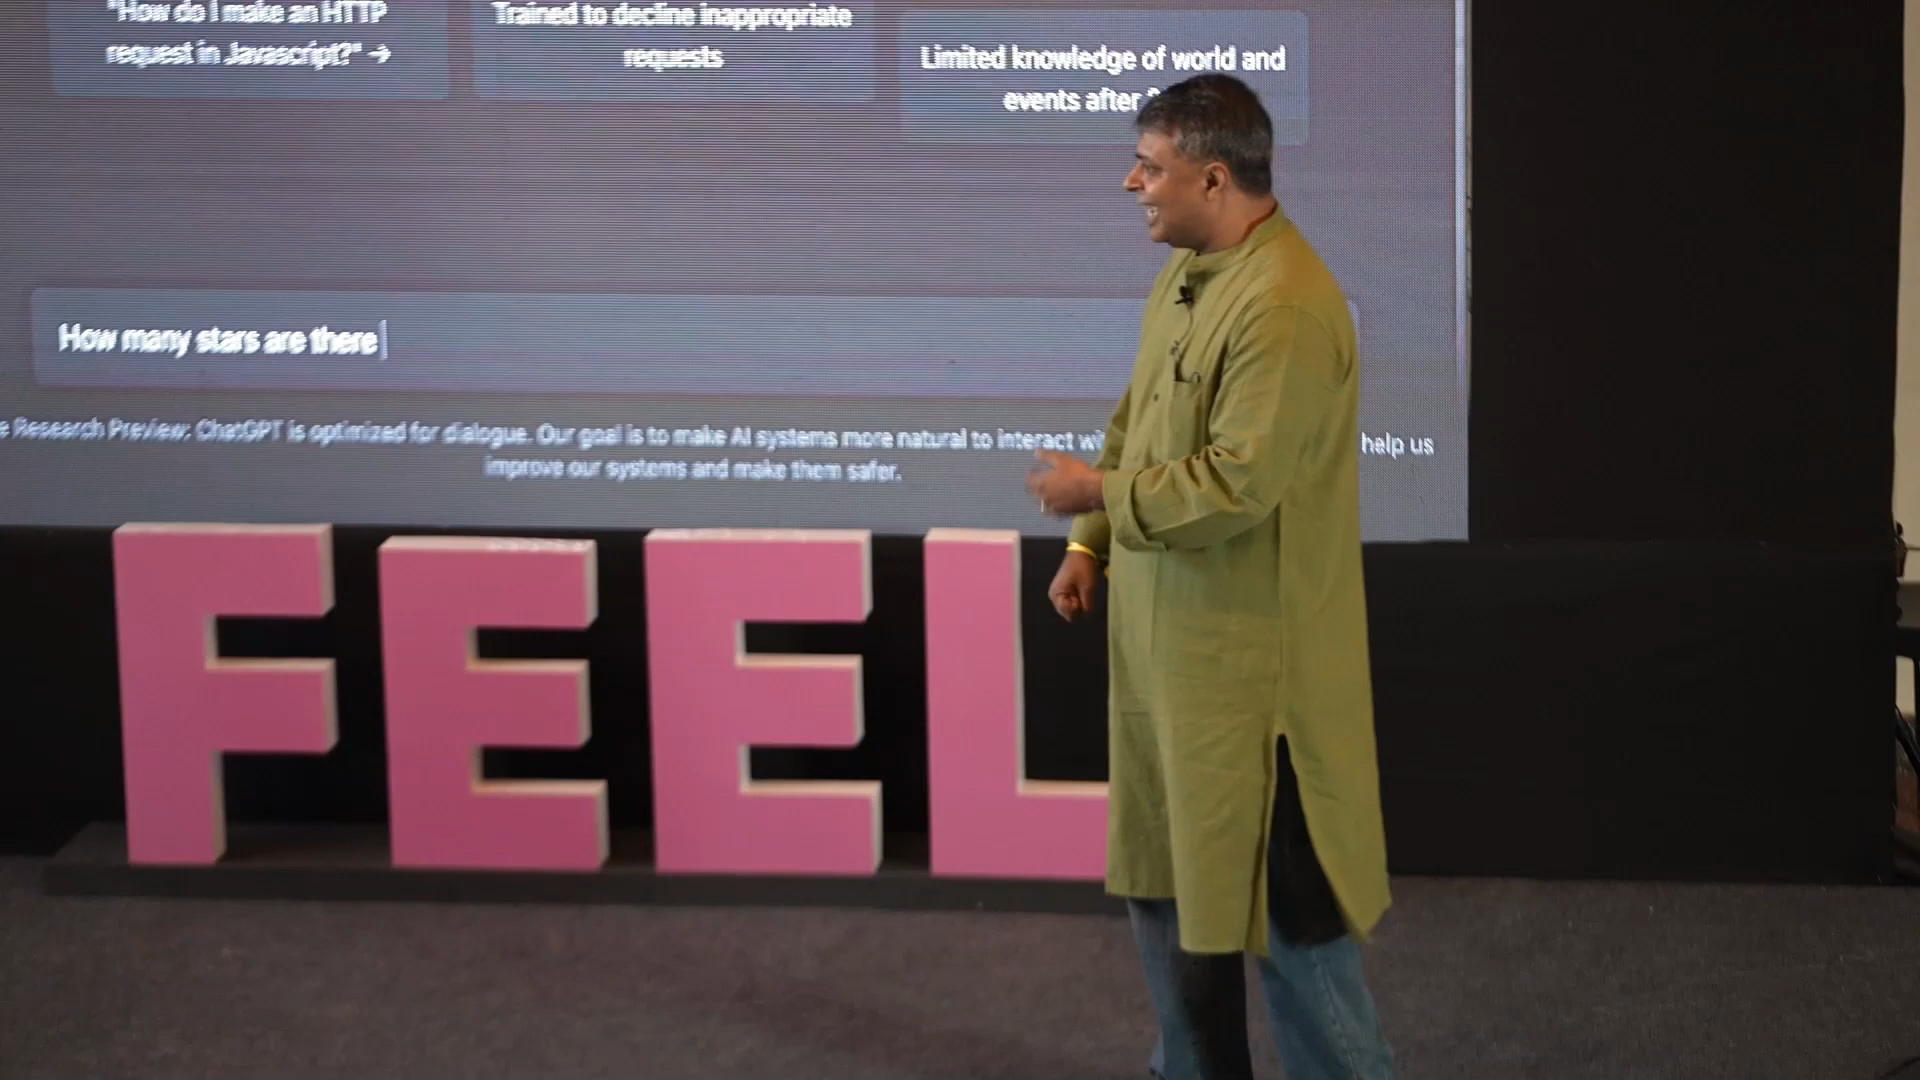 "How do I make an HTTP
request in Javascript?" →
Trained to decline inappropriate
requests
Limited knowledge of world and
events after
How many stars are there
Research Preview: ChatGPT is optimized for dialogue. Our goal is to make AI systems more natural to interact help us
improve our systems and make them safer.
FEEL